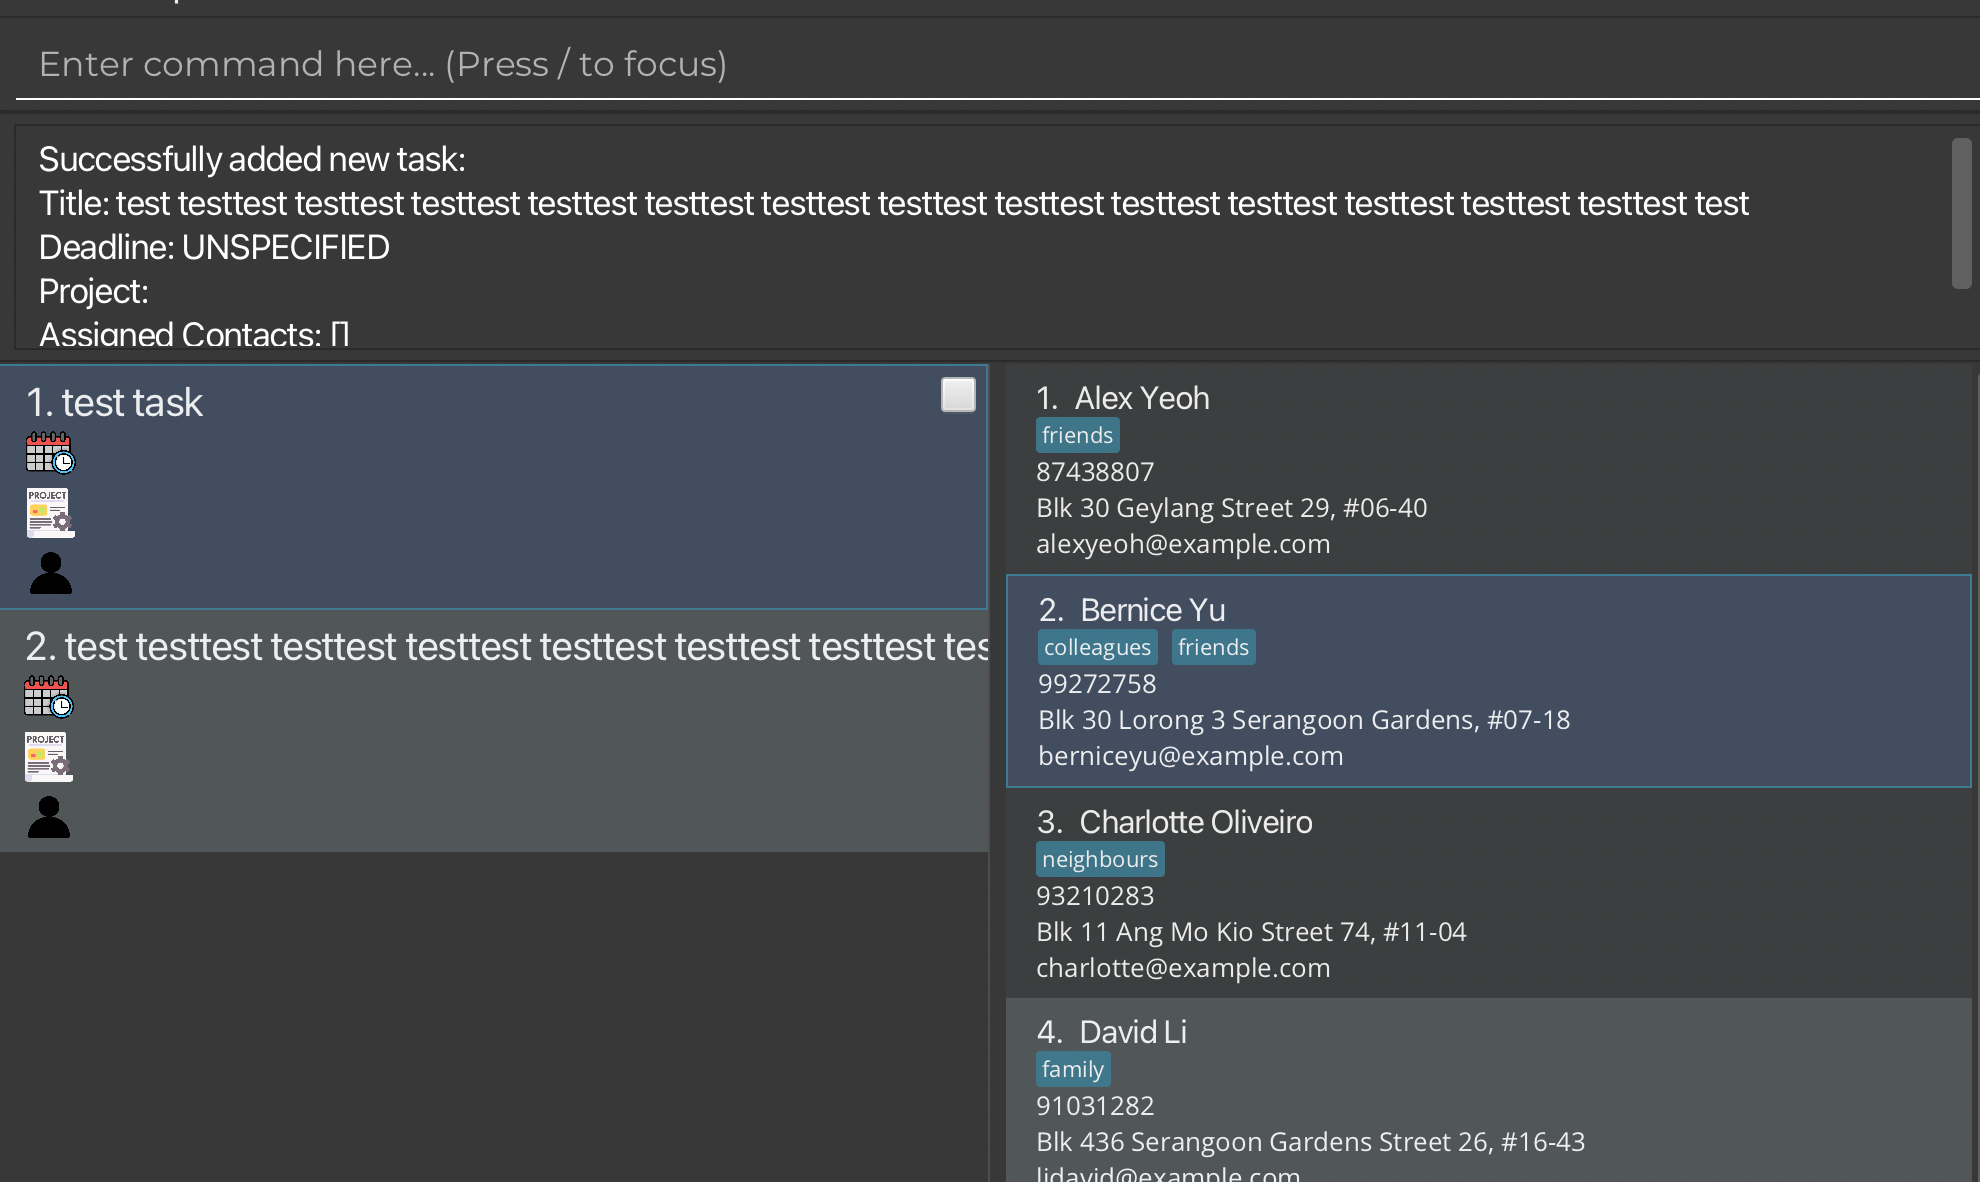 Enter command here... (Press / to focus)
Successfully added new task:
Title: test testtest testtest testtest testtest testtest testtest testtest testtest testtest testtest testtest testtest testtest test
Deadline: UNSPECIFIED
Project:
Assigned Contacts: []
1. test task
PROJECT
2. test testtest testtest testtest testtest testtest testtest tes
PROJECT
1. Alex Yeoh
friends
87438807
Blk 30 Geylang Street 29, #06-40
alexyeoh@example.com
2. Bernice Yu
colleagues friends
99272758
Blk 30 Lorong 3 Serangoon Gardens, #07-18
berniceyu@example.com
3. Charlotte Oliveiro
neighbours
93210283
Blk 11 Ang Mo Kio Street 74, #11-04
charlotte@example.com
4. David Li
family
91031282
Blk 436 Serangoon Gardens Street 26, #16-43
lidavid@example.com